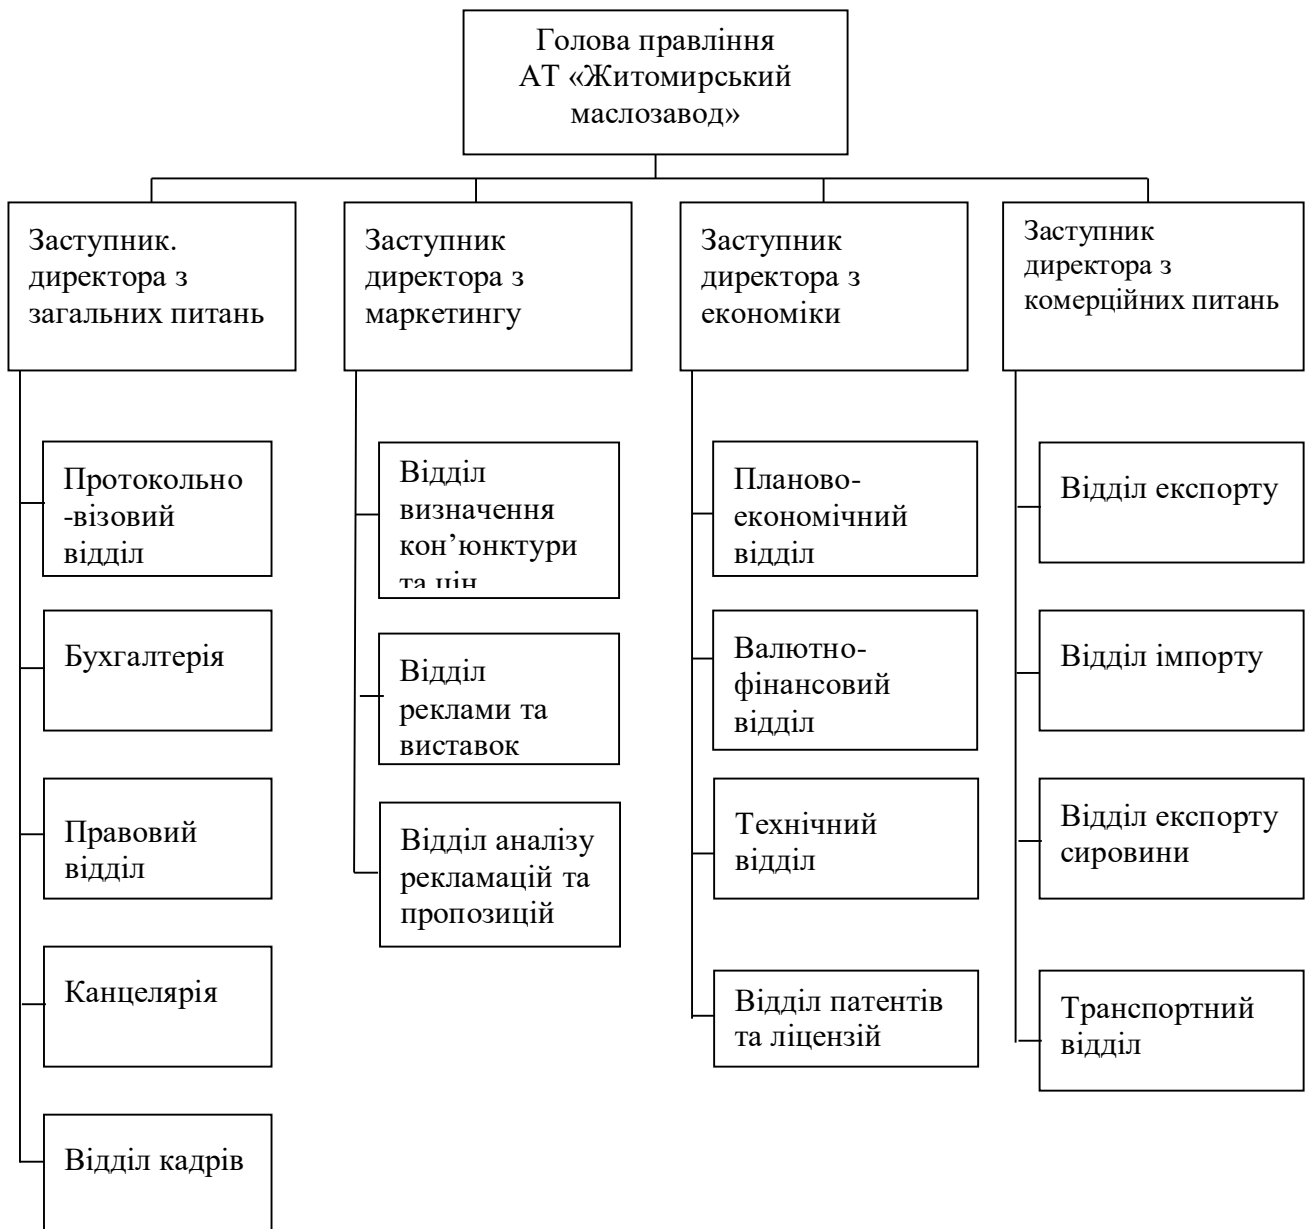 Голова правління
АТ «Житомирський
маслозавод»
Заступник.
директора з
загальних питань
Заступник
директора з
маркетингу
Заступник
директора з
економіки
Заступник
директора з
комерційних питань
Протокольно
-візовий
відділ
Бухгалтерія
Правовий
відділ
Канцелярія
Відділ кадрів
Відділ
визначення
кон’юнктури
та цін
Відділ
реклами та
виставок
Відділ аналізу
рекламацій та
пропозицій
Планово-
економічний
відділ
Валютно-
фінансовий
відділ
Технічний
відділ
Відділ патентів
та ліцензій
Відділ експорту
Відділ імпорту
Відділ експорту
сировини
Транспортний
відділ